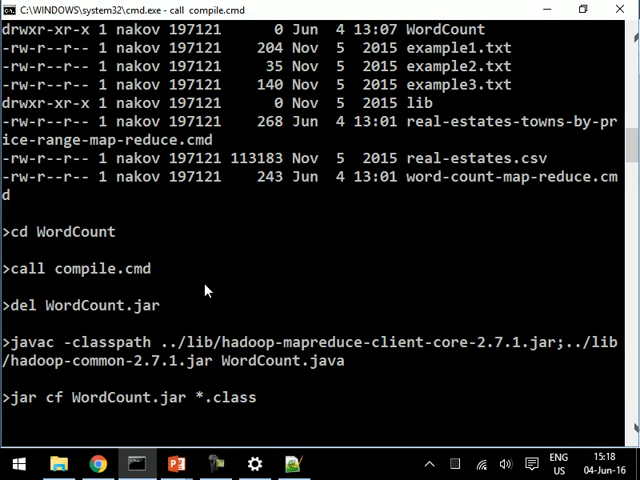 C:\WINDOWS\system32\cmd.exe - call  compile.cmd
drwxr-xr-x 1 nakov 197121      0 Jun  4 13:07 WordCount
-rw-r--r-- 1 nakov 197121    204 Nov  5  2015 example1.txt
-rw-r--r-- 1 nakov 197121     35 Nov  5  2015 example2.txt
-rw-r--r-- 1 nakov 197121    140 Nov  5  2015 example3.txt
drwxr-xr-x 1 nakov 197121      0 Nov  5  2015 lib
-rw-r--r-- 1 nakov 197121    268 Jun  4 13:01 real-estates-towns-by-pr
ice-range-map-reduce.cmd
-rw-r--r-- 1 nakov 197121 113183 Nov  5  2015 real-estates.csv
-rw-r--r-- 1 nakov 197121    243 Jun  4 13:01 word-count-map-reduce.cm
d
>cd WordCount
>call compile.cmd
>del WordCount.jar
>javac -classpath ../lib/hadoop-mapreduce-client-core-2.7.1.jar;../lib
/hadoop-common-2.7.1.jar WordCount.java
>jar cf WordCount.jar *.class
ENG
US
15:18
04-Jun-16